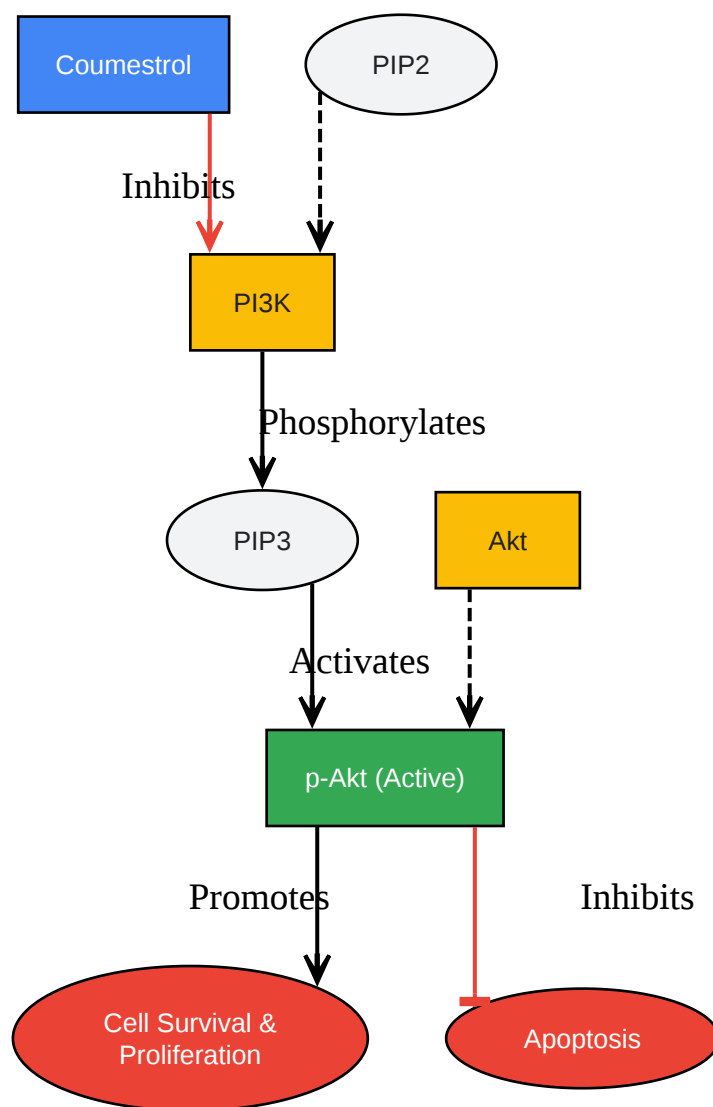 Coumestrol
PIP2
Inhibits
PI3K
Phosphorylates
PIP3
Akt
Activates
p-Akt (Active)
Promotes
Inhibits
Cell Survival &
Proliferation
Apoptosis